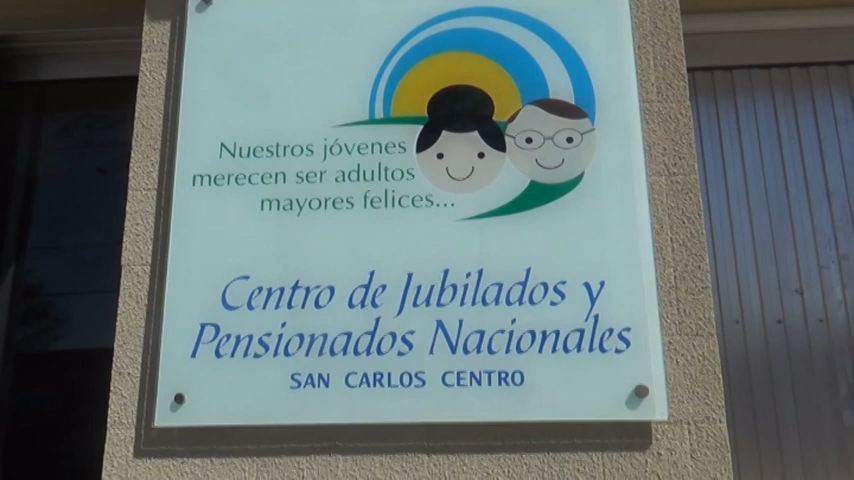 Nuestros jóvenes
merecen ser adultos
mayores felices...
Centro de Jubilados y
Pensionados Nacionales
SAN CARLOS CENTRO